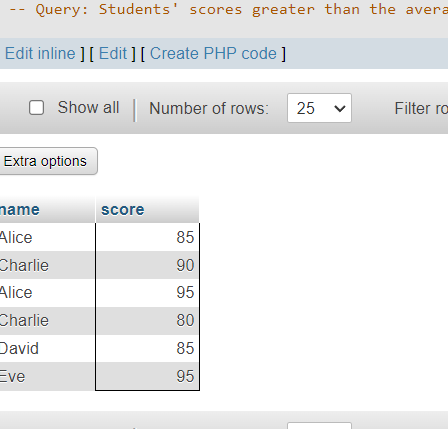 -- Query: Students' scores greater than the avera
Edit inline ] [ Edit ] [ Create PHP code ]
Show all | Number of rows: 25 Filter ro
Extra options
name score
Alice 85
Charlie 90
Alice 95
Charlie 80
David 85
Eve 95